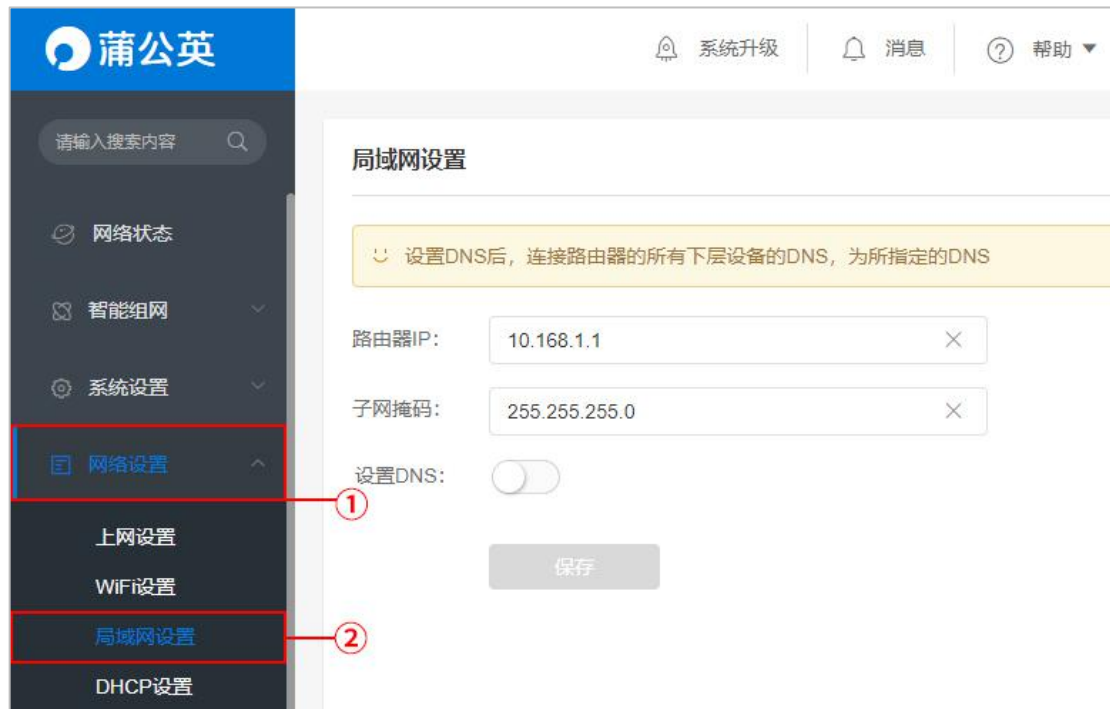 蒲公英
系统升级 消息 帮助
请输入搜索内容
局域网设置
网络状态
设置DNS后，连接路由器的所有下层设备的DNS，为所指定的DNS
智能组网
路由器IP： 10.168.1.1
系统设置
子网掩码： 255.255.255.0
网络设置
设置DNS：
①
上网设置
保存
WiFi设置
局域网设置
②
DHCP设置